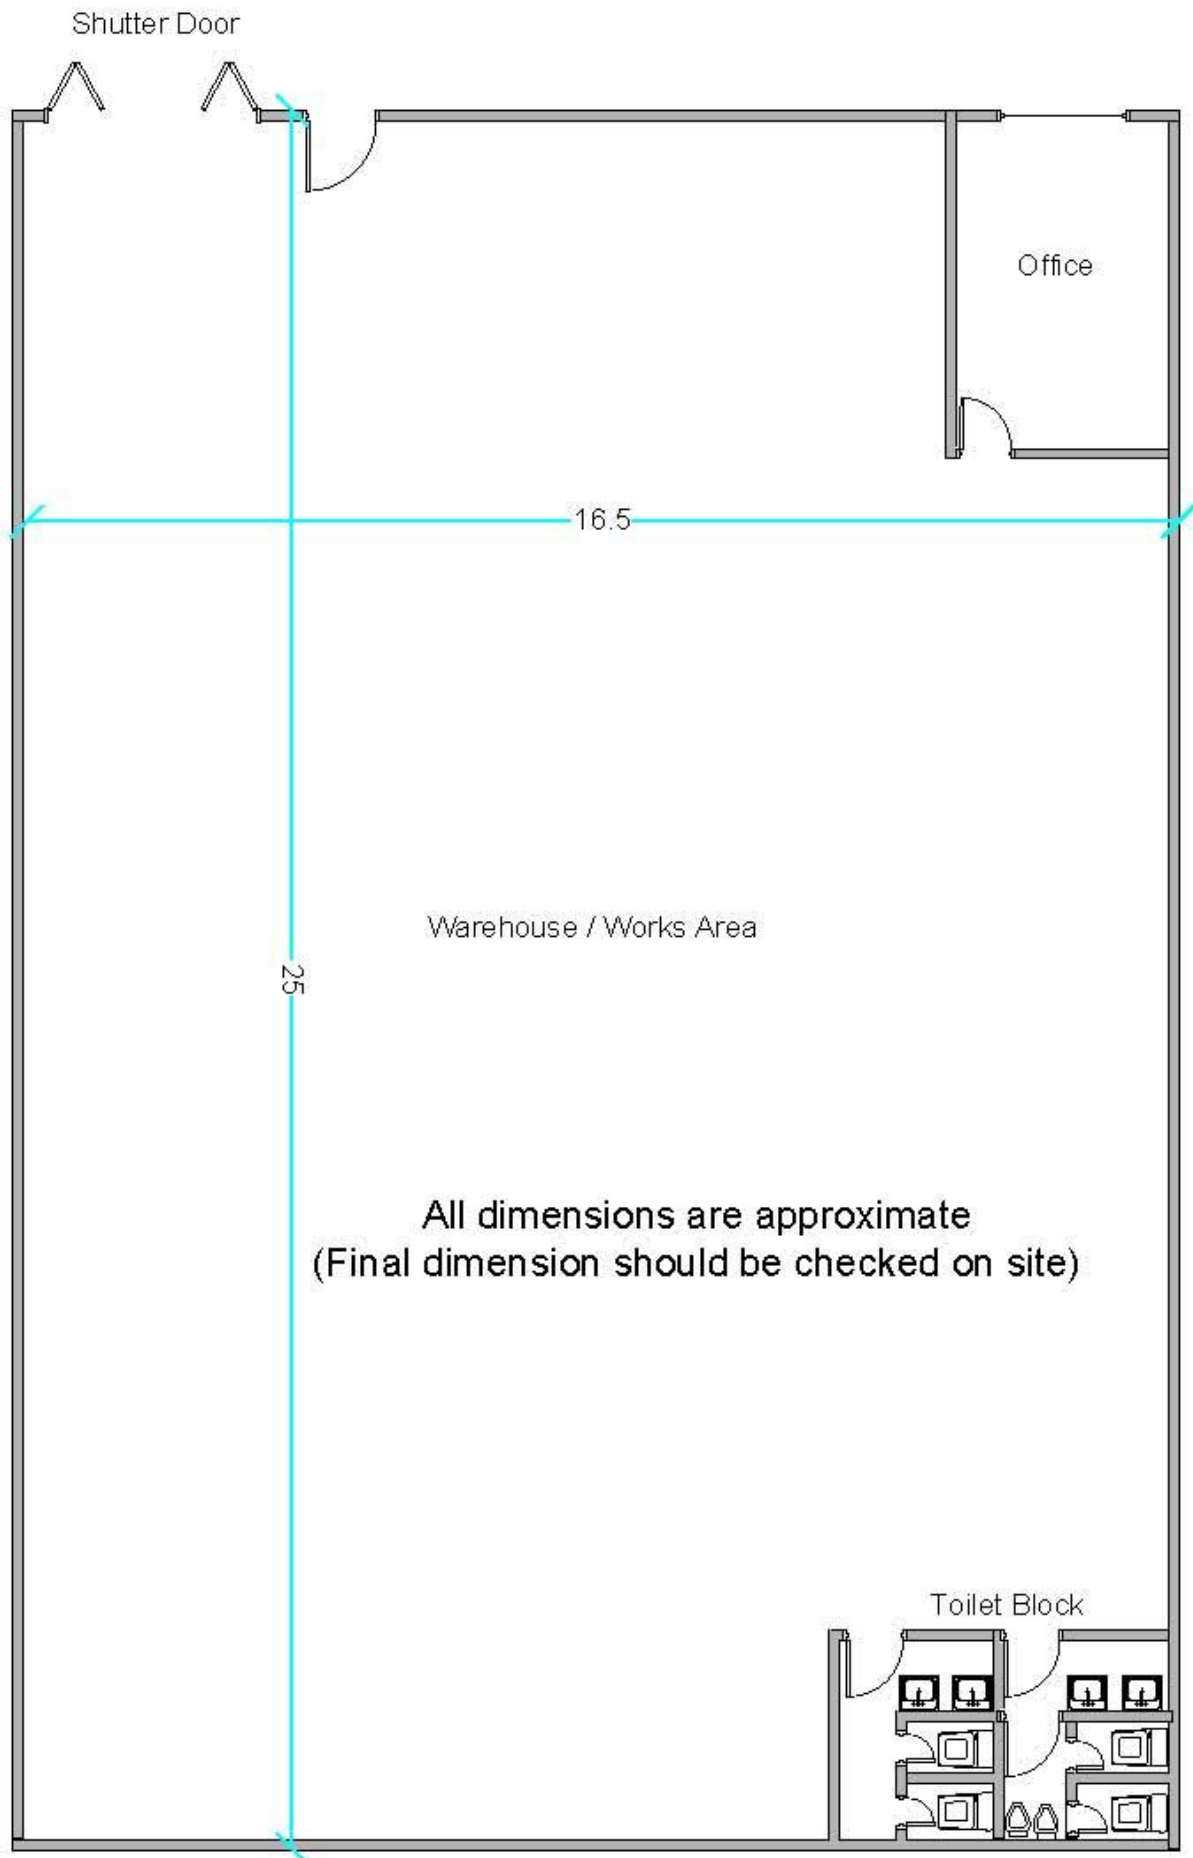 Shutter Door
Office
16.5
Warehouse / Works Area
25
All dimensions are approximate
(Final dimension should be checked on site)
Toilet Block